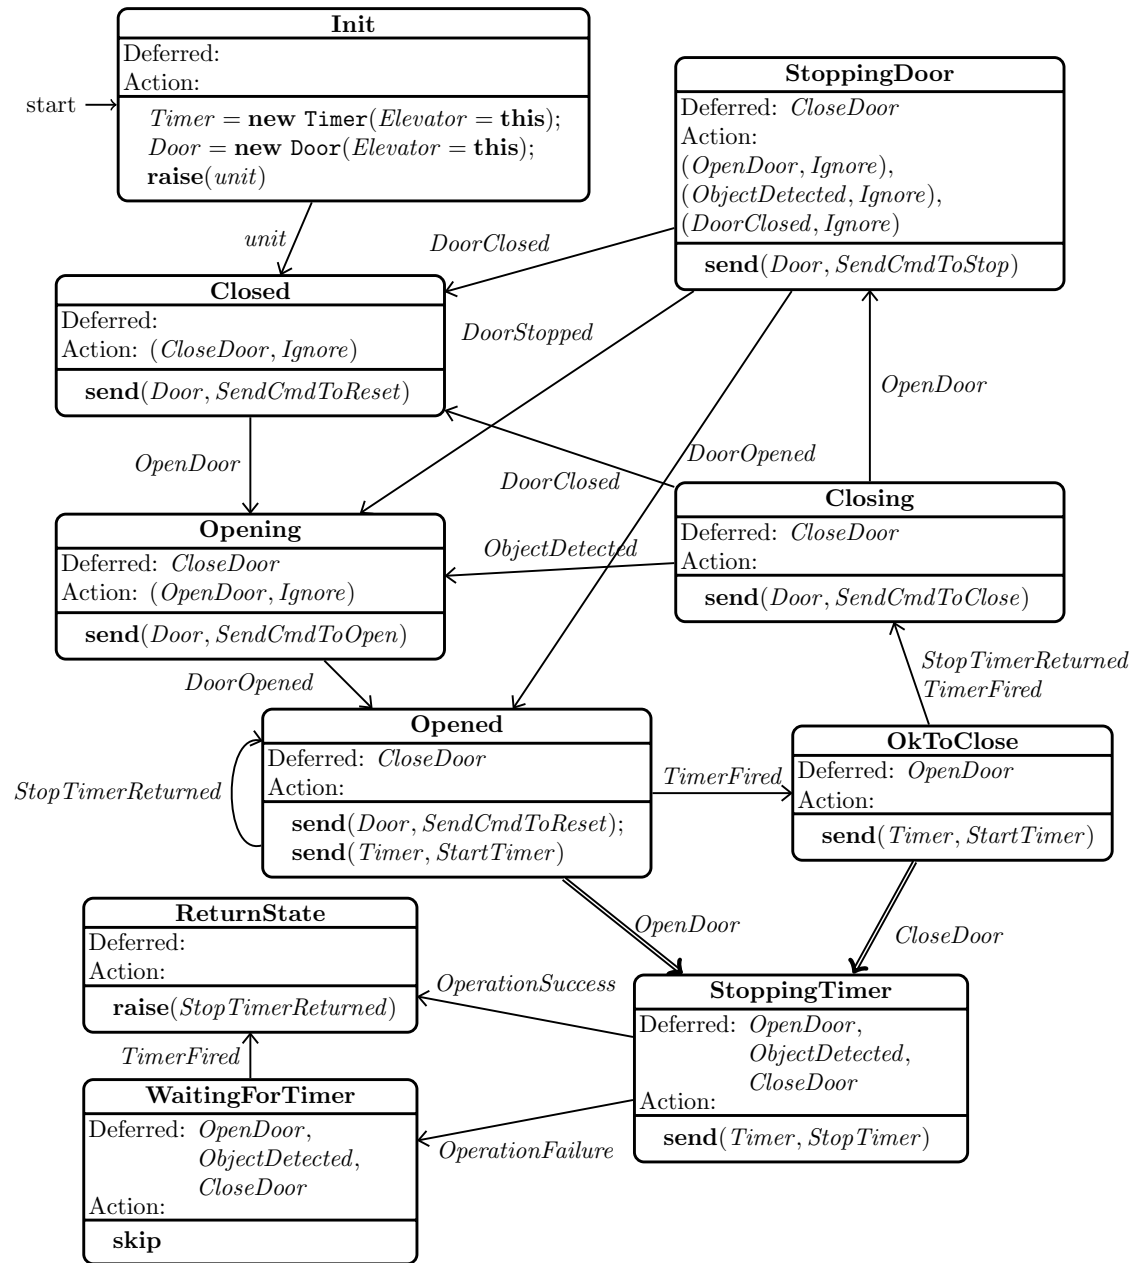 Init
Deferred:
Action:
start
Timer = new Timer(Elevator = this);
Door = new Door(Elevator = this);
raise(unit)
StoppingDoor
Deferred: CloseDoor
Action:
(OpenDoor, Ignore),
(ObjectDetected, Ignore),
(DoorClosed, Ignore)
send(Door, SendCmdToStop)
unit
DoorClosed
Closed
Deferred:
Action: (CloseDoor, Ignore)
send(Door, SendCmdToReset)
DoorStopped
OpenDoor
OpenDoor
DoorOpened
DoorClosed
Closing
Deferred: CloseDoor
Action:
send(Door, SendCmdToClose)
Opening
Deferred: CloseDoor
Action: (OpenDoor, Ignore)
send(Door, SendCmdToOpen)
ObjectDetected
DoorOpened
StopTimerReturned
TimerFired
Opened
Deferred: CloseDoor
Action:
send(Door, SendCmdToReset);
send(Timer, StartTimer)
StopTimerReturned
TimerFired
OkToClose
Deferred: OpenDoor
Action:
send(Timer, StartTimer)
OpenDoor
CloseDoor
ReturnState
Deferred:
Action:
raise(StopTimerReturned)
OperationSuccess
StoppingTimer
Deferred: OpenDoor,
ObjectDetected,
CloseDoor
Action:
send(Timer, StopTimer)
TimerFired
OperationFailure
WaitingForTimer
Deferred: OpenDoor,
ObjectDetected,
CloseDoor
Action:
skip